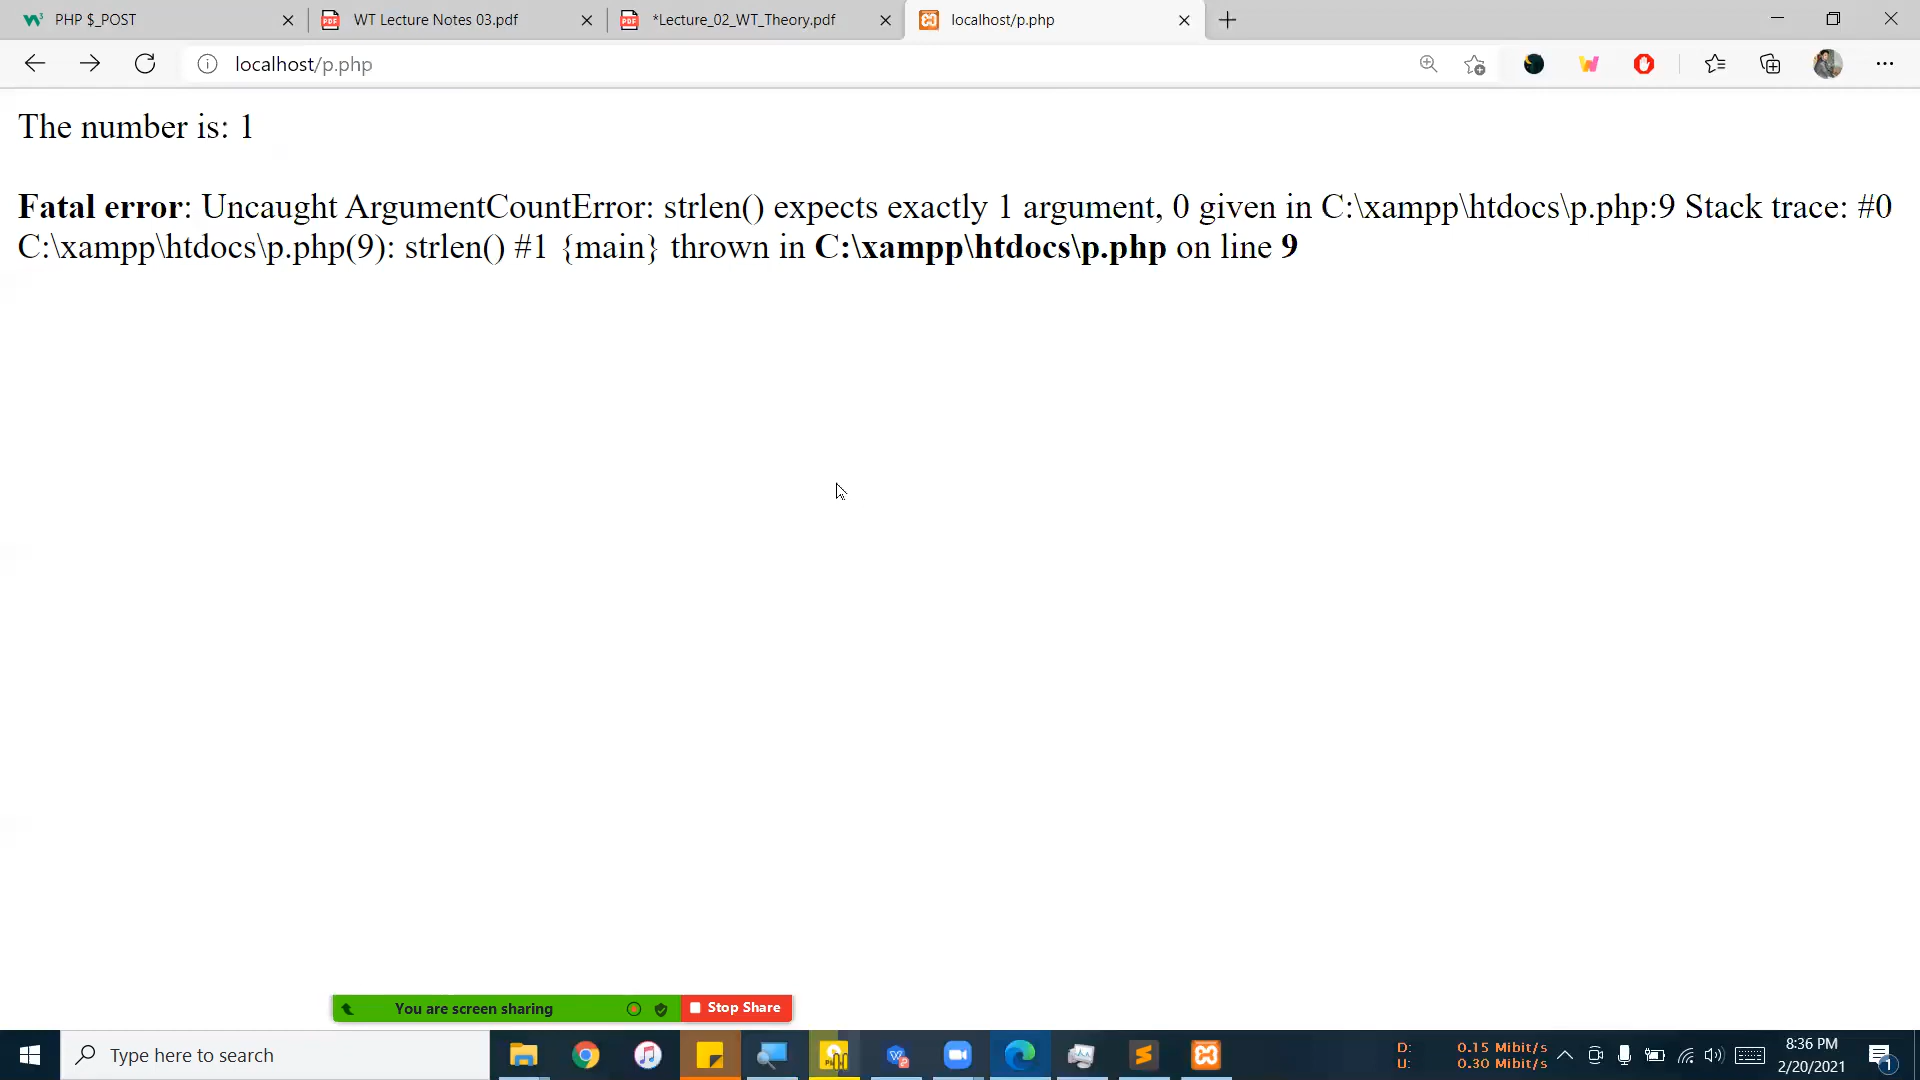 PHP $_POST
WT Lecture Notes 03.pdf
*Lecture_02_WT_Theory.pdf
localhost/p.php
localhost/p.php
The number is: 1
Fatal error: Uncaught ArgumentCountError: strlen() expects exactly 1 argument, 0 given in C:\xampp\htdocs\p.php:9 Stack trace: #0
C:\xampp\htdocs\p.php(9): strlen() #1 {main} thrown in C:\xampp\htdocs\p.php on line 9
You are screen sharing
Stop Share
Type here to search
D: 0.15 Mibit/s
U: 0.30 Mibit/s
8:36 PM
2/20/2021
1